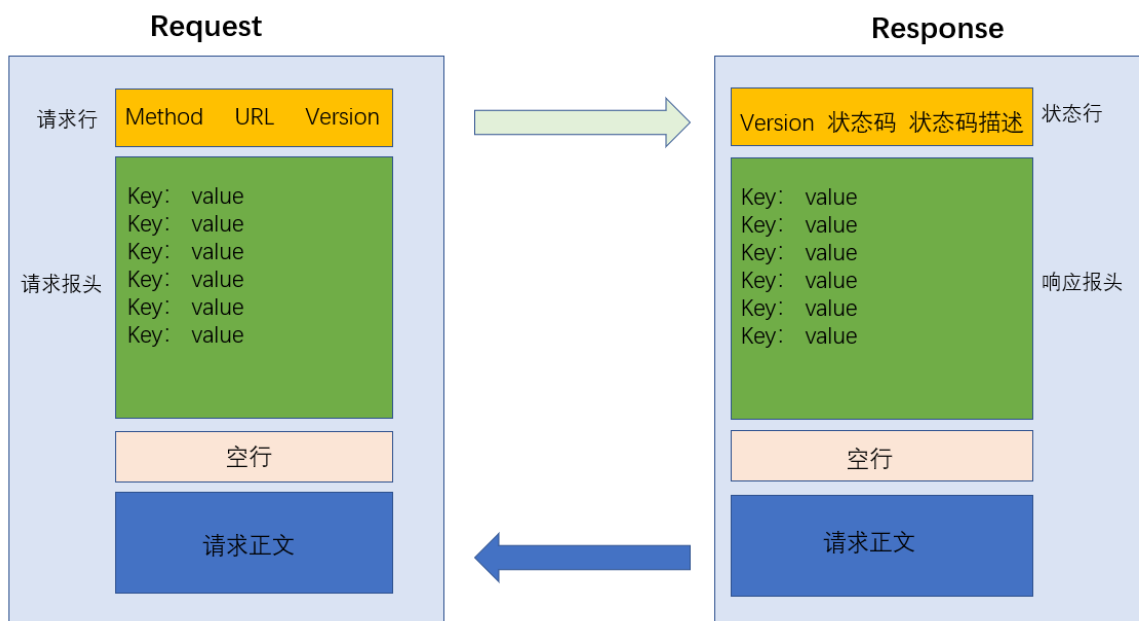 Request
请求行
Method URL Version
Key： value
Key： value
Key： value
Key： value
Key： value
Key： value
请求报头
空行
请求正文
Response
Version 状态码 状态码描述
状态行
Key： value
Key： value
Key： value
Key： value
Key： value
Key： value
响应报头
空行
请求正文